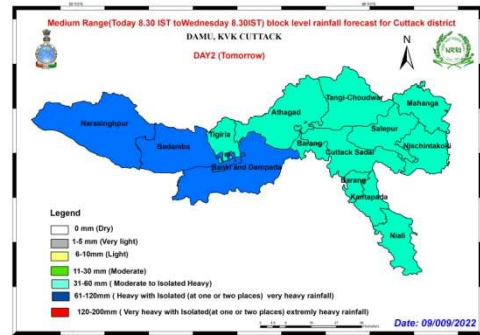 Medium Range(Today 8.30 IST toWednesday 8.30IST) block level rainfall forecast for Cuttack district
DAMU, KVK CUTTACK
DAY2 (Tomorrow)
N
NRRI
Tangi-Choudwar
Mahanga
Athagad
Narasinghpur
Salepur
Tigiria
Badamba
Barang
Nischintakoili
Cuttack Sadar
Banki and Dampada
Barang
Kantapada
Niali
Legend
0 mm (Dry)
1-5 mm (Very light)
6-10mm (Light)
11-30 mm (Moderate)
31-60 mm ( Moderate to Isolated Heavy)
61-120mm ( Heavy with Isolated (at one or two places) very heavy rainfall)
120-200mm ( Very heavy with Isolated(at one or two places) extremly heavy rainfall)
Date: 09/009/2022